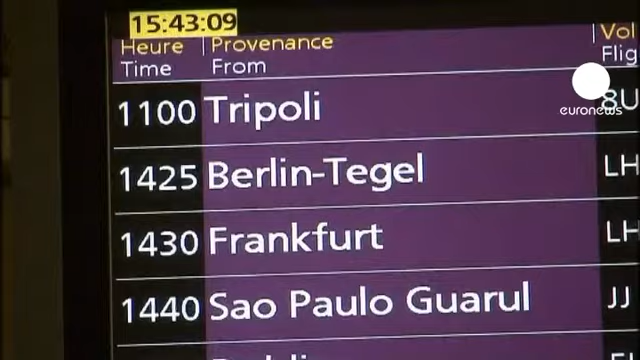 15:43:09
Heure Provenance Vol
Time From Flig
euronews
1100 Tripoli 8U
1425 Berlin-Tegel LH
1430 Frankfurt LH
1440 Sao Paulo Guarul JJ